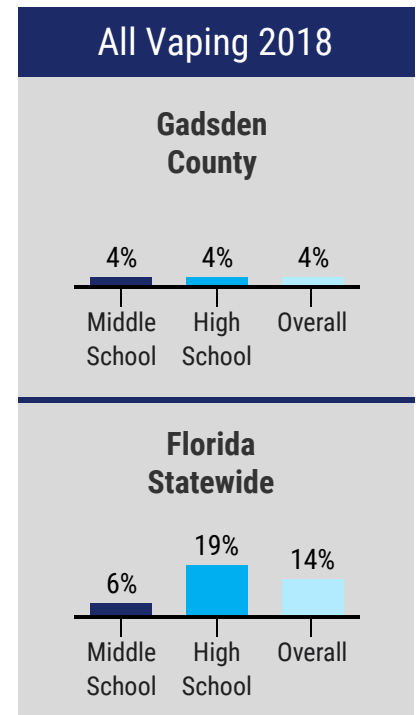 All Vaping 2018
Gadsden
County
4% 4% 4%
Middle High Overall
School School
Florida
Statewide
6% 19% 14%
Middle High Overall
School School